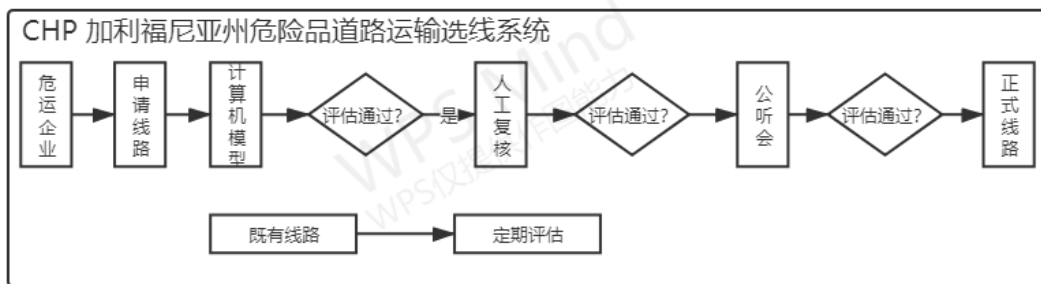 CHP 加利福尼亚州危险品道路运输选线系统
危运企业
申请线路
计算机模型
评估通过?
是
人工复核
评估通过?
公听会
评估通过?
正式线路
既有线路
定期评估
WPS Mind